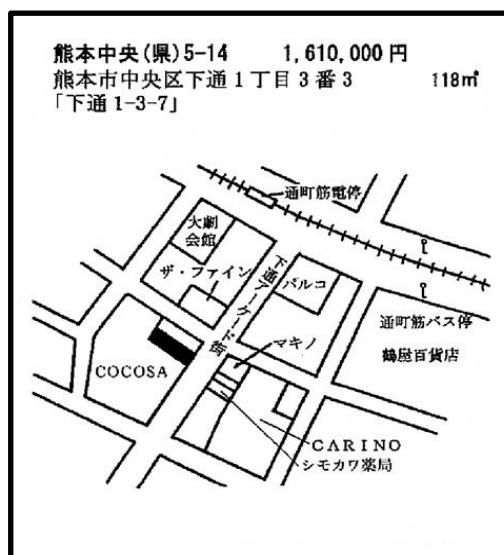 熊本中央(県)5-14 1,610,000円
熊本市中央区下通1丁目3番3 118㎡
「下通1-3-7」
通町筋電停
大劇
会館
ザ・ファイン
下通アーケード街
パルコ
マキノ
通町筋バス停
鶴屋百貨店
COCOSA
CARINO
シモカワ薬局